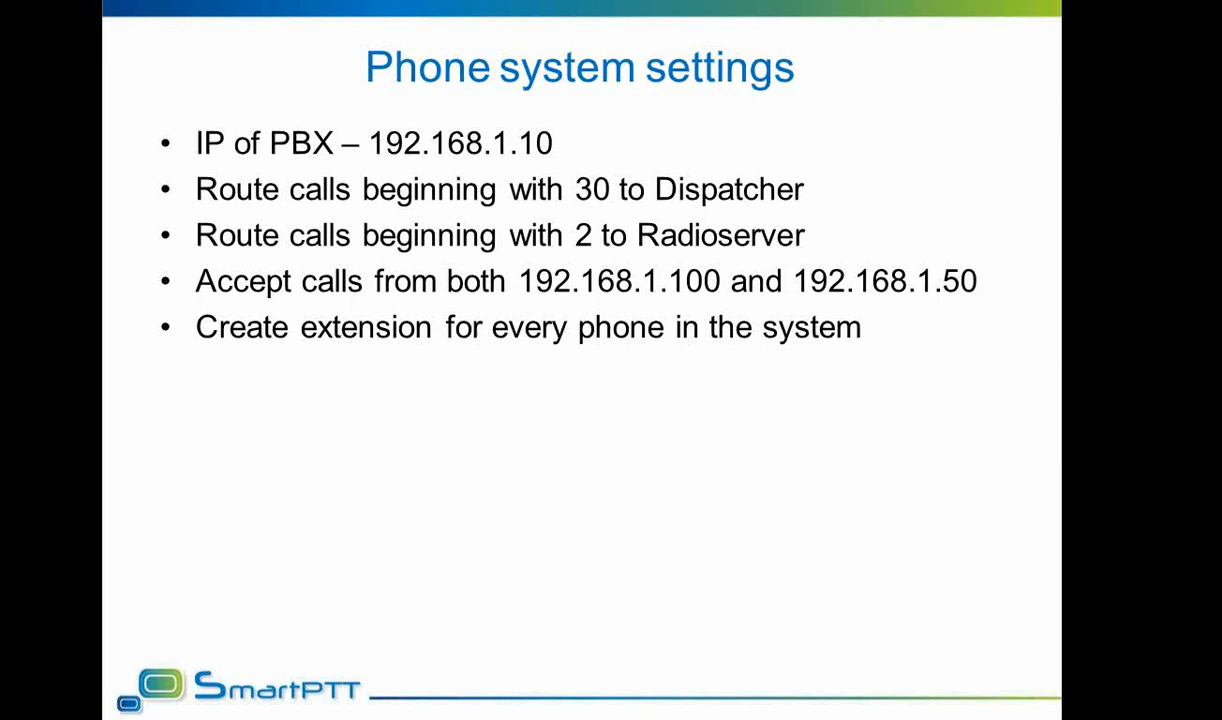 Phone system settings
• IP of PBX – 192.168.1.10
• Route calls beginning with 30 to Dispatcher
• Route calls beginning with 2 to Radioserver
• Accept calls from both 192.168.1.100 and 192.168.1.50
• Create extension for every phone in the system
SmartPTT